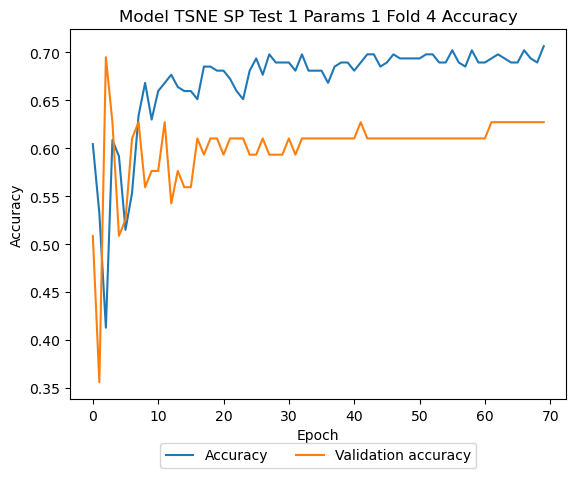 Model TSNE SP Test 1 Params 1 Fold 4 Accuracy
0.70
0.65
0.60
0.55
0.50
0.45
0.40
0.35
Accuracy
0 10 20 30 40 50 60 70
Epoch
Accuracy Validation accuracy